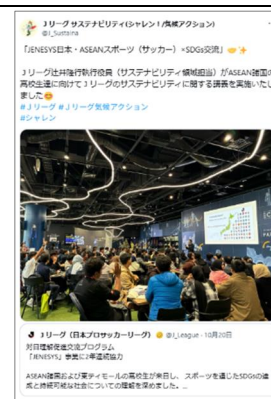 Jリーグ サステナビリティ(シャレン！/気候アクション)
@J_Sustaina
「JENESYS日本・ASEANスポーツ（サッカー）×SDGs交流」🤝✨
Jリーグ辻井隆行執行役員（サステナビリティ領域担当）がASEAN諸国の
高校生達に向けてJリーグのサステナビリティに関する講義を実施いたし
ました😊
#Jリーグ #Jリーグ気候アクション
#シャレン
Jリーグ（日本プロサッカーリーグ） @J_League · 10月20日
対日理解促進交流プログラム
「JENESYS」事業に2年連続協力
ASEAN諸国および東ティモールの高校生が来日し、スポーツを通じたSDGsの達
成と持続可能な社会についての理解を深めました。...